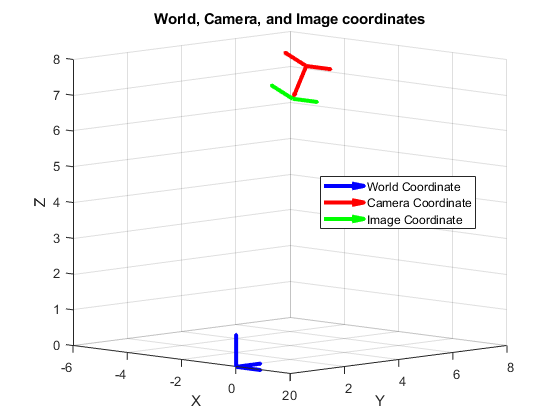 World, Camera, and Image coordinates
8
7
6
5
4
3
2
1
0
Z
World Coordinate
Camera Coordinate
Image Coordinate
-6
-4
-2
0
2
0
2
4
6
8
X
Y